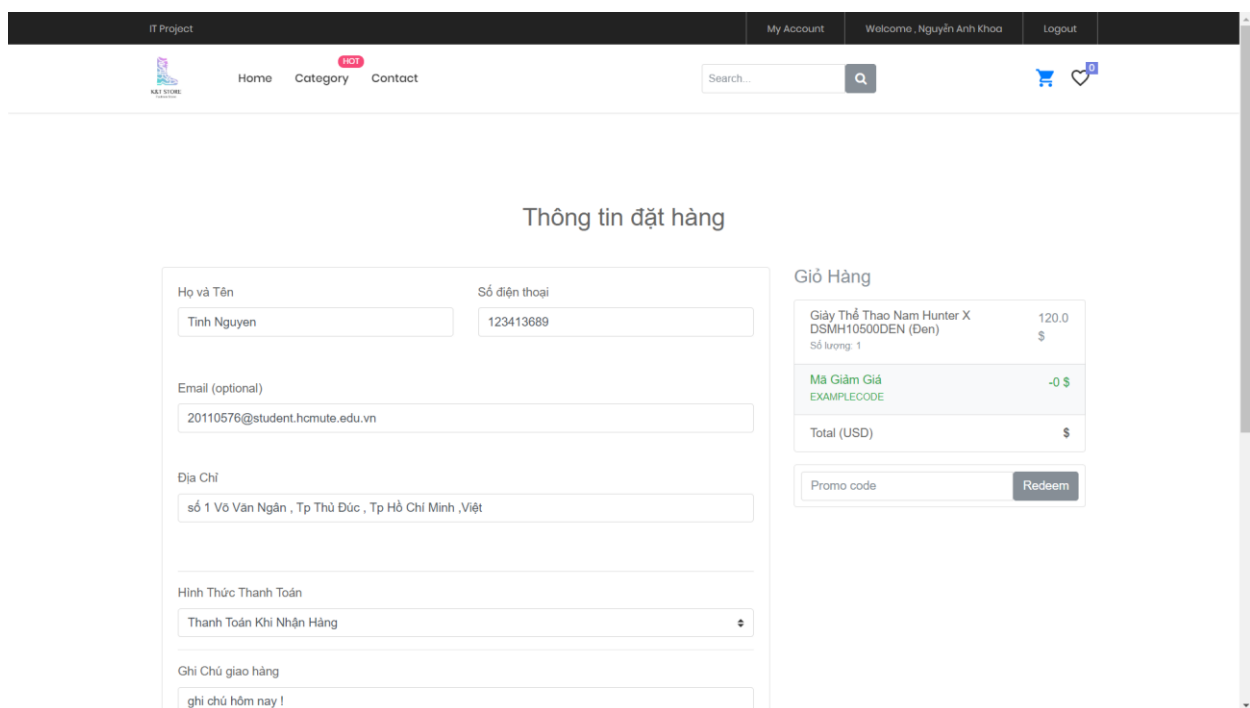 IT Project
My Account
Welcome , Nguyễn Anh Khoa
Logout
K&T STORE
Home
Category
HOT
Contact
Search...
0
Thông tin đặt hàng
Họ và Tên
Số điện thoại
Tinh Nguyen
123413689
Email (optional)
20110576@student.hcmute.edu.vn
Địa Chỉ
số 1 Võ Văn Ngân , Tp Thủ Đúc , Tp Hồ Chí Minh ,Việt
Hình Thức Thanh Toán
Thanh Toán Khi Nhận Hàng
Ghi Chú giao hàng
ghi chú hôm nay !
Giỏ Hàng
Giày Thể Thao Nam Hunter X
DSMH10500DEN (Đen)
Số lượng: 1
120.0
$
Mã Giảm Giá
EXAMPLECODE
-0 $
Total (USD)
$
Promo code
Redeem